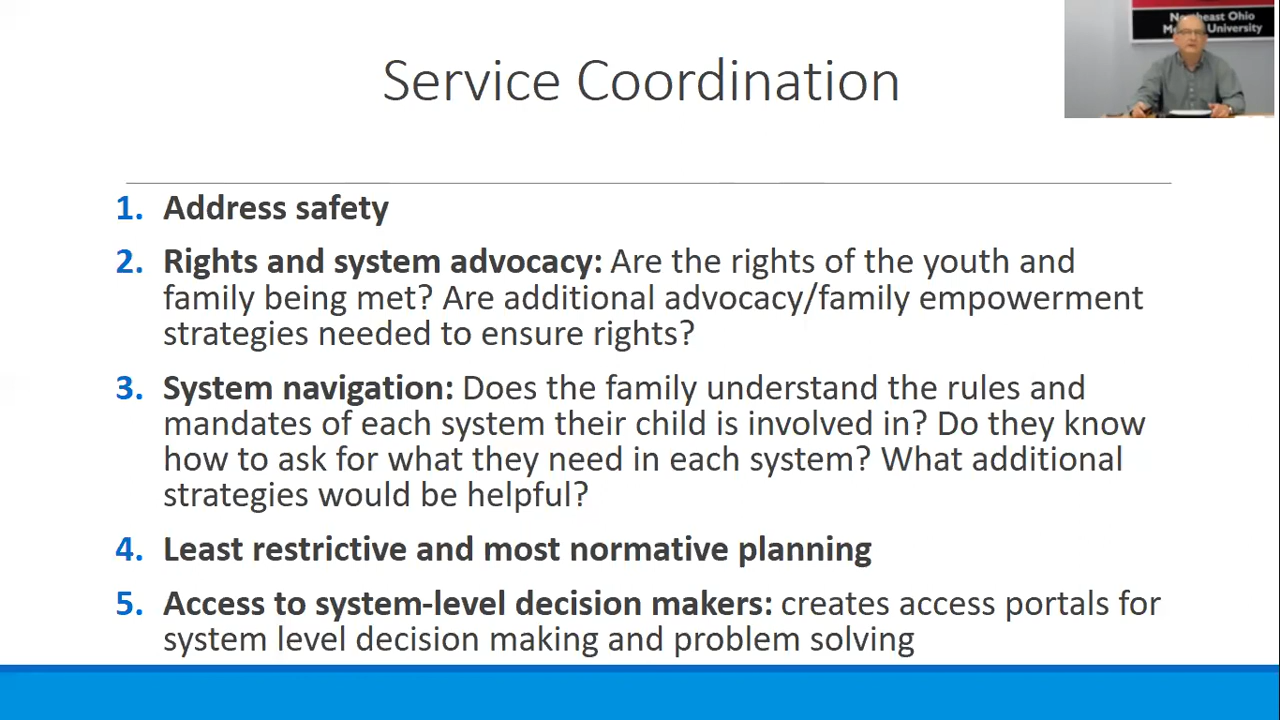 Northeast Ohio
Medical University
Service Coordination
1. Address safety
2. Rights and system advocacy: Are the rights of the youth and
family being met? Are additional advocacy/family empowerment
strategies needed to ensure rights?
3. System navigation: Does the family understand the rules and
mandates of each system their child is involved in? Do they know
how to ask for what they need in each system? What additional
strategies would be helpful?
4. Least restrictive and most normative planning
5. Access to system-level decision makers: creates access portals for
system level decision making and problem solving